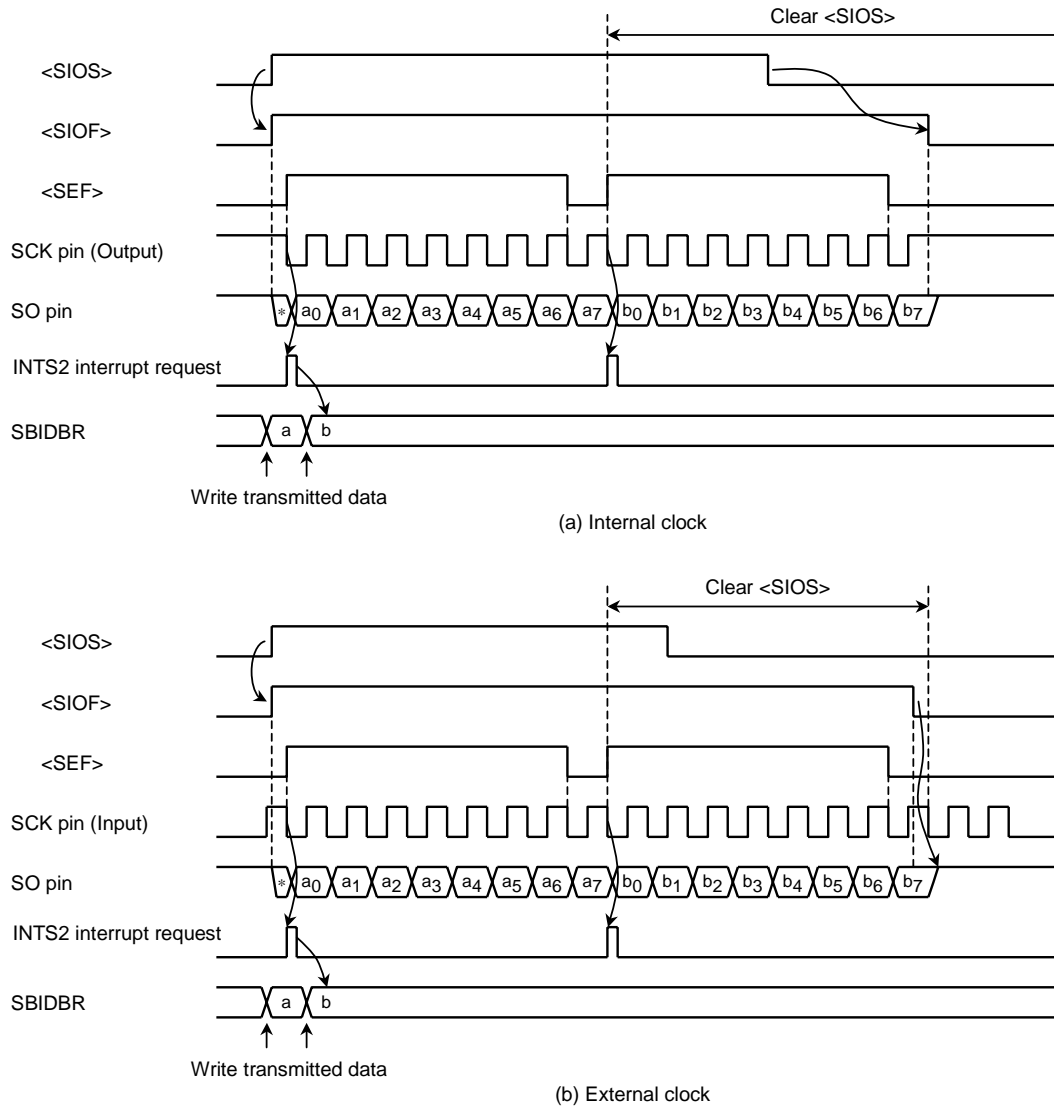 Clear <SIOS>
<SIOS>
<SIOF>
<SEF>
SCK pin (Output)
SO pin
* a0 a1 a2 a3 a4 a5 a6 a7 b0 b1 b2 b3 b4 b5 b6 b7
INTS2 interrupt request
SBIDBR
a b
Write transmitted data
(a) Internal clock
Clear <SIOS>
<SIOS>
<SIOF>
<SEF>
SCK pin (Input)
SO pin
* a0 a1 a2 a3 a4 a5 a6 a7 b0 b1 b2 b3 b4 b5 b6 b7
INTS2 interrupt request
SBIDBR
a b
Write transmitted data
(b) External clock